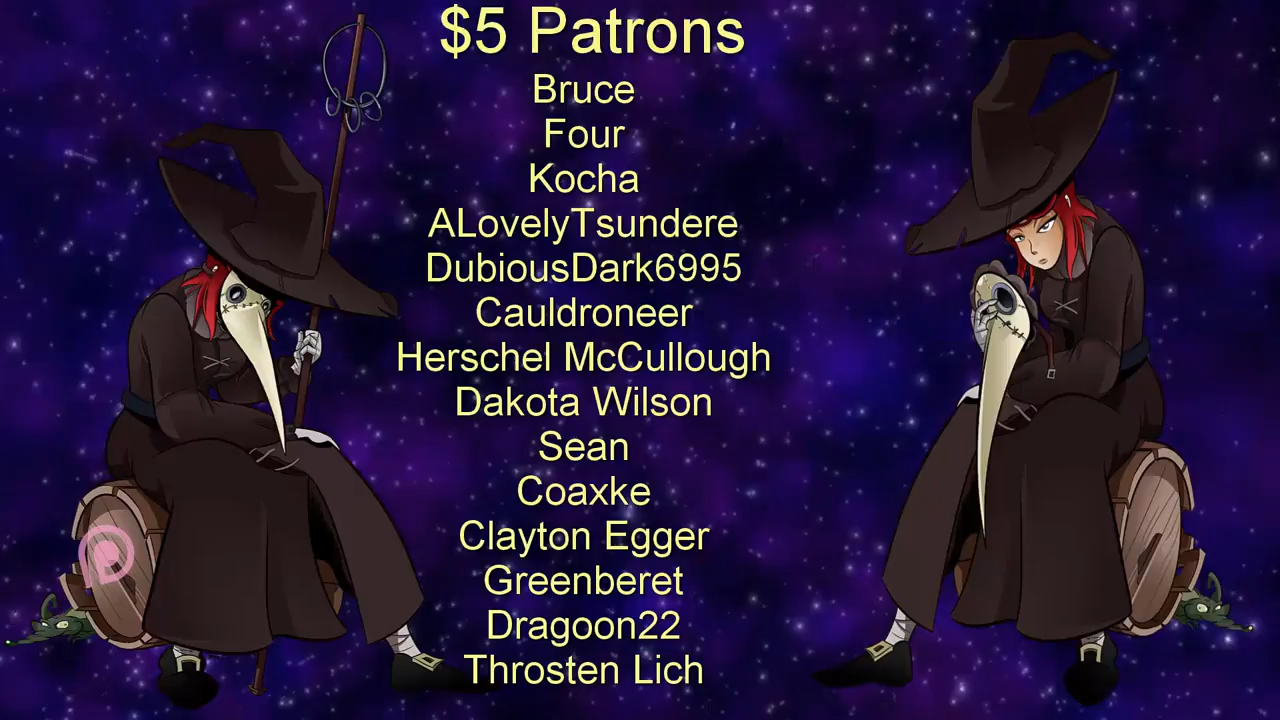 $5 Patrons
Bruce
Four
Kocha
ALovelyTsundere
DubiousDark6995
Cauldroneer
Herschel McCullough
Dakota Wilson
Sean
Coaxke
Clayton Egger
Greenberet
Dragoon22
Throsten Lich